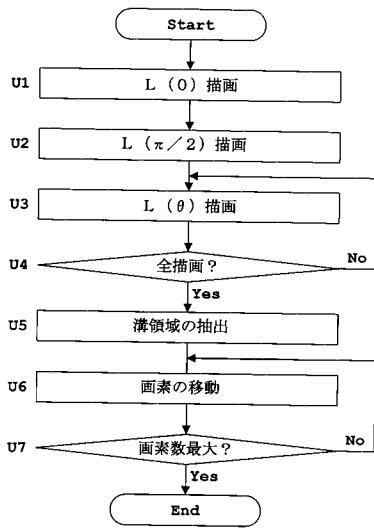 Start
U1 L(0)描画
U2 L(π/2)描画
U3 L(θ)描画
U4 全描画? No
Yes
U5 溝領域の抽出
U6 画素の移動
U7 画素数最大? No
Yes
End